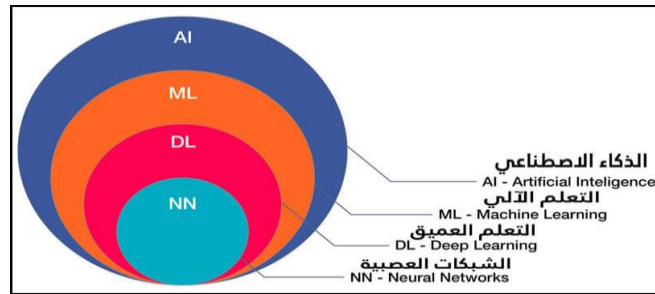 AI
ML
DL
NN
الذكاء الاصطناعي
AI - Artificial Inteligence
التعلم الآلي
ML - Machine Learning
التعلم العميق
DL - Deep Learning
الشبكات العصبية
NN - Neural Networks